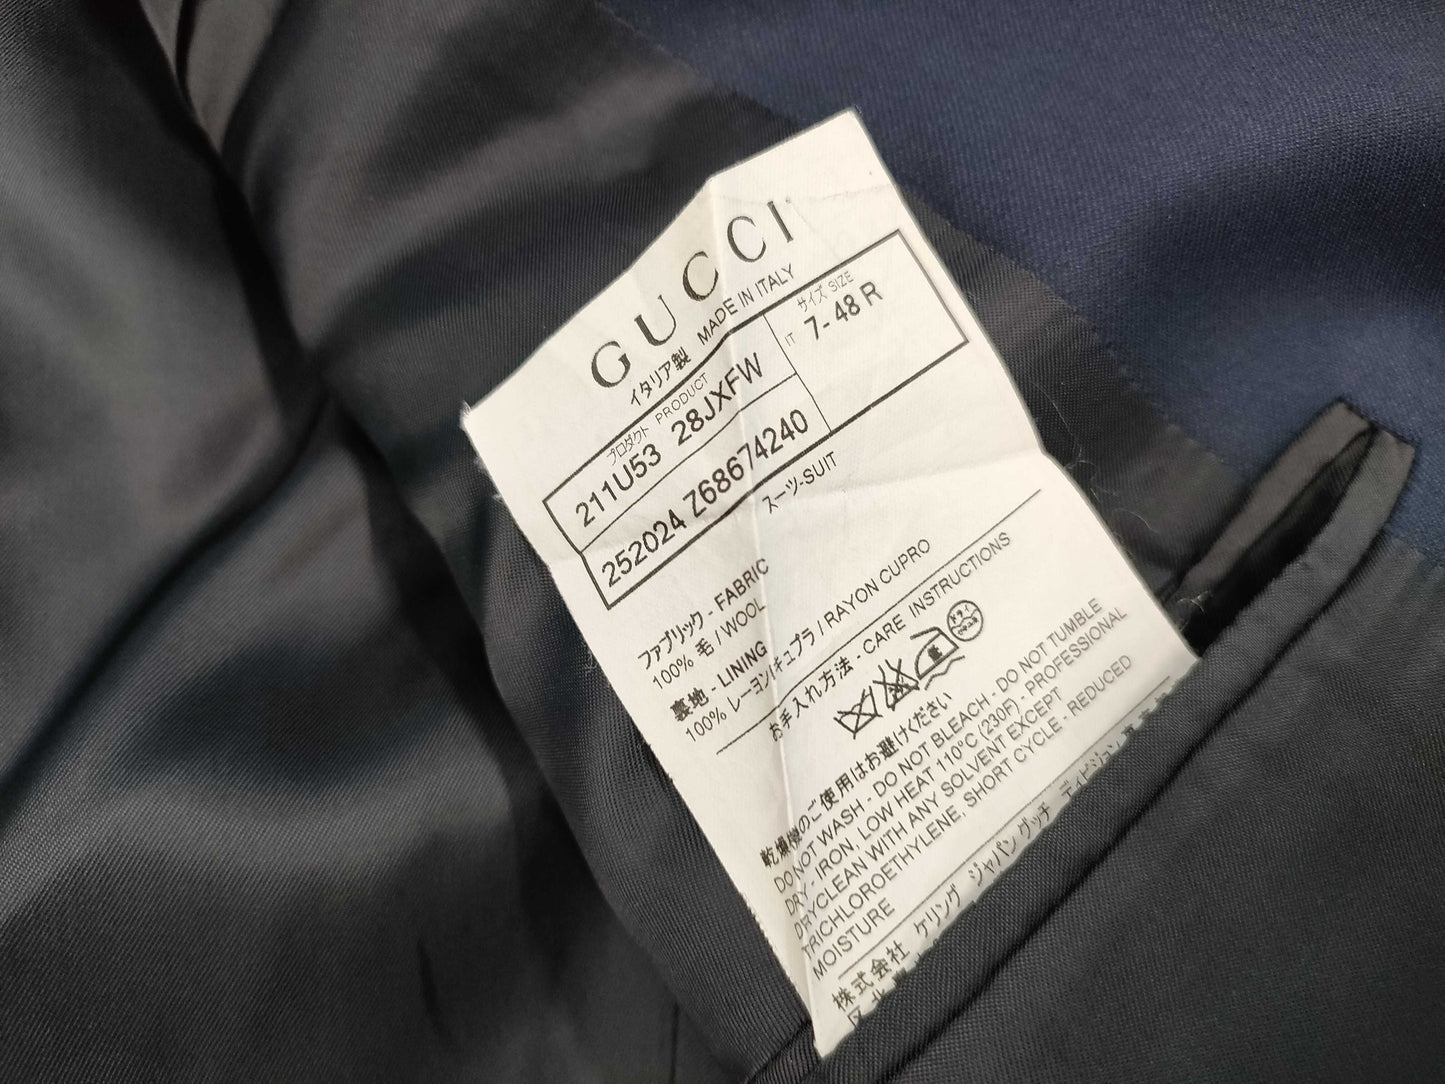 GUCCI
イタリア製 MADE IN ITALY
プロダクト PRODUCT
サイズ SIZE
211U53 28JXFW
IT 7-48 R
252024 Z68674240
スーツ-SUIT
ファブリック - FABRIC
100% 毛 / WOOL
裏地 - LINING
100% レーヨン(キュプラ) / RAYON CUPRO
お手入れ方法 - CARE INSTRUCTIONS
ドライ
乾燥機のご使用はお避けください
DO NOT WASH - DO NOT BLEACH - DO NOT TUMBLE
DRY - IRON, LOW HEAT 110°C (230F) - PROFESSIONAL
DRYCLEAN WITH ANY SOLVENT EXCEPT
TRICHLOROETHYLENE, SHORT CYCLE - REDUCED
MOISTURE
株式会社 ケリング ジャパン グッチ ディビジョン